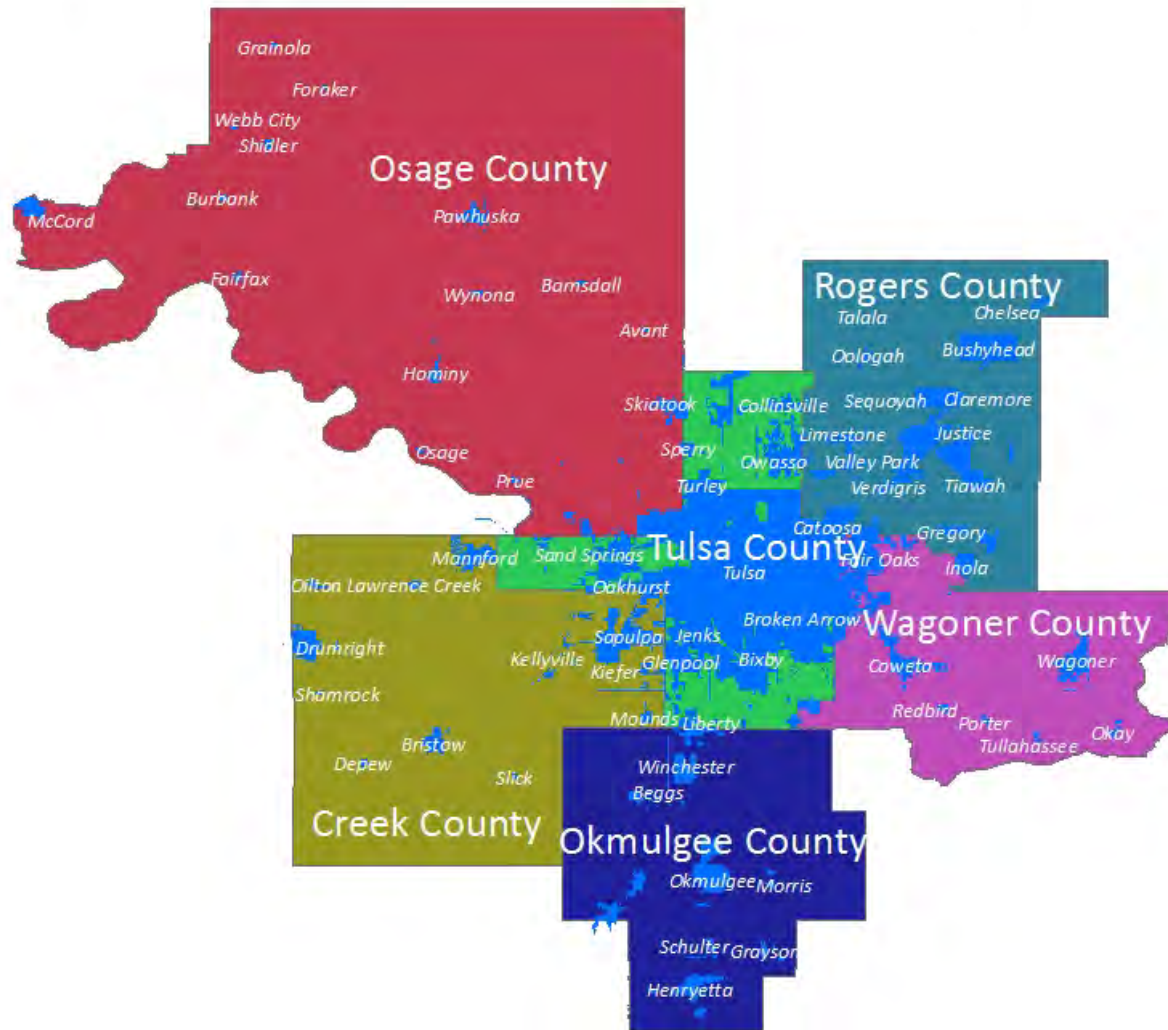 Grainola
Foraker
Webb City
Shidler
Osage County
Burbank
McCord
Pawhuska
Fairfax
Wynona
Barnsdall
Avant
Hominy
Skiatook
Osage
Prue
Rogers County
Talala
Chelsea
Oologah
Bushyhead
Collinsville
Sequoyah
Claremore
Limestone
Justice
Sperry
Owasso
Valley Park
Turley
Verdigris
Tiawah
Catoosa
Gregory
Tulsa County
Mannford
Sand Springs
Fair Oaks
Inola
Tulsa
Oilton Lawrence Creek
Oakhurst
Broken Arrow
Wagoner County
Drumright
Sapulpa
Jenks
Kellyville
Kiefer
Glenpool
Bixby
Coweta
Wagoner
Shamrock
Mounds
Liberty
Redbird
Porter
Tullahassee
Okay
Bristow
Depew
Slick
Winchester
Beggs
Creek County
Okmulgee County
Okmulgee
Morris
Schulter
Grayson
Henryetta